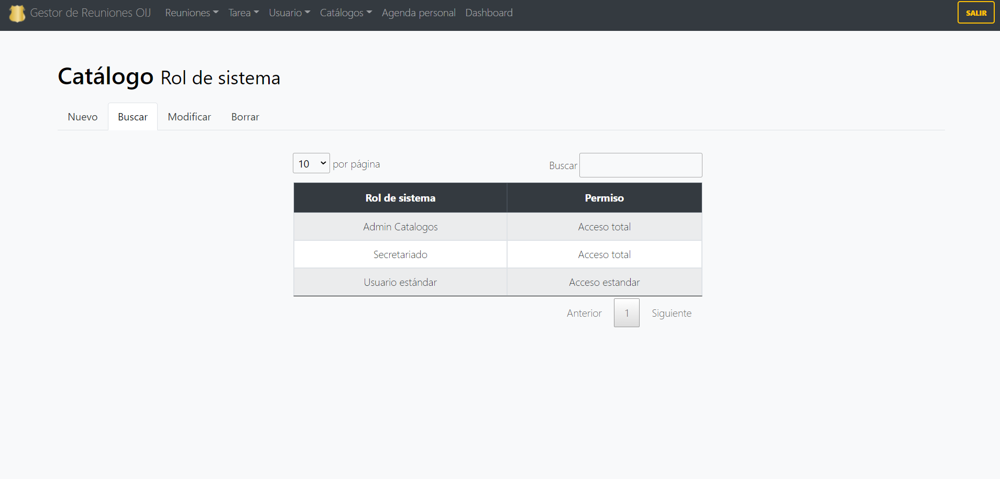 Gestor de Reuniones OIJ Reuniones Tarea Usuario Catálogos Agenda personal Dashboard SALIR
Catálogo Rol de sistema
Nuevo Buscar Modificar Borrar
10 por página Buscar
Rol de sistema Permiso
Admin Catalogos Acceso total
Secretariado Acceso total
Usuario estándar Acceso estandar
Anterior 1 Siguiente